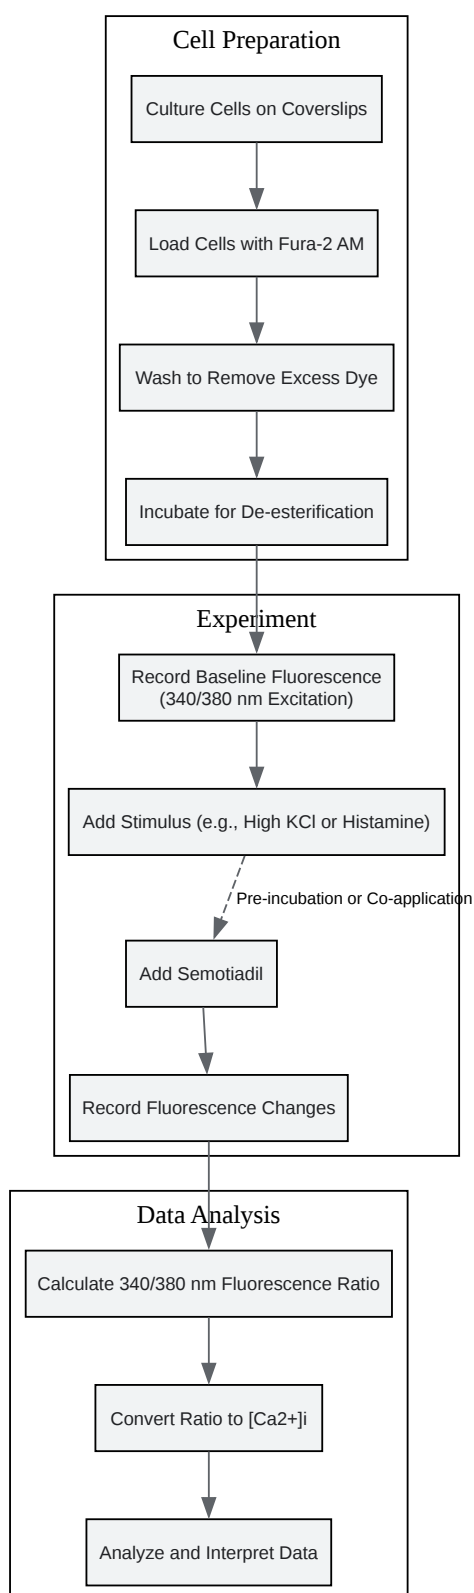 Cell Preparation
Culture Cells on Coverslips
Load Cells with Fura-2 AM
Wash to Remove Excess Dye
Incubate for De-esterification
Experiment
Record Baseline Fluorescence
(340/380 nm Excitation)
Add Stimulus (e.g., High KCl or Histamine)
Pre-incubation or Co-application
Add Semotiadil
Record Fluorescence Changes
Data Analysis
Calculate 340/380 nm Fluorescence Ratio
Convert Ratio to [Ca2+]i
Analyze and Interpret Data